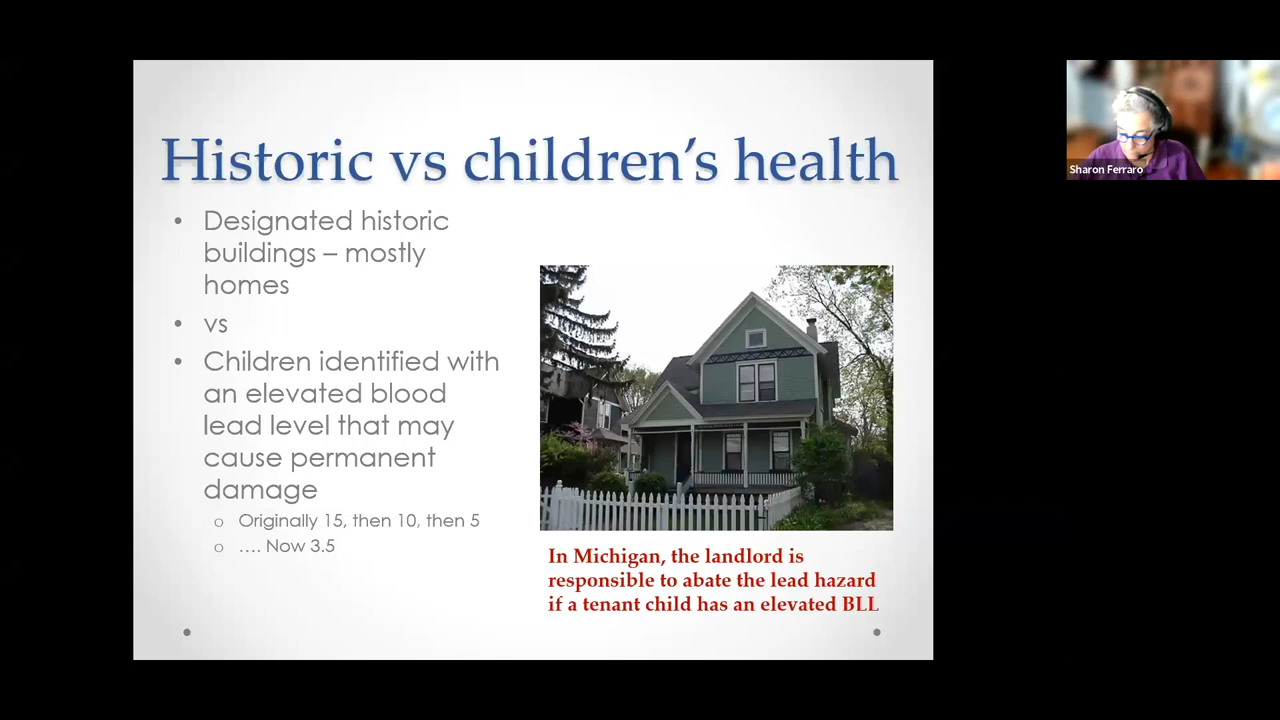 Historic vs children’s health
• Designated historic
buildings – mostly
homes
• vs
• Children identified with
an elevated blood
lead level that may
cause permanent
damage
o Originally 15, then 10, then 5
o …. Now 3.5
In Michigan, the landlord is
responsible to abate the lead hazard
if a tenant child has an elevated BLL
Sharon Ferraro